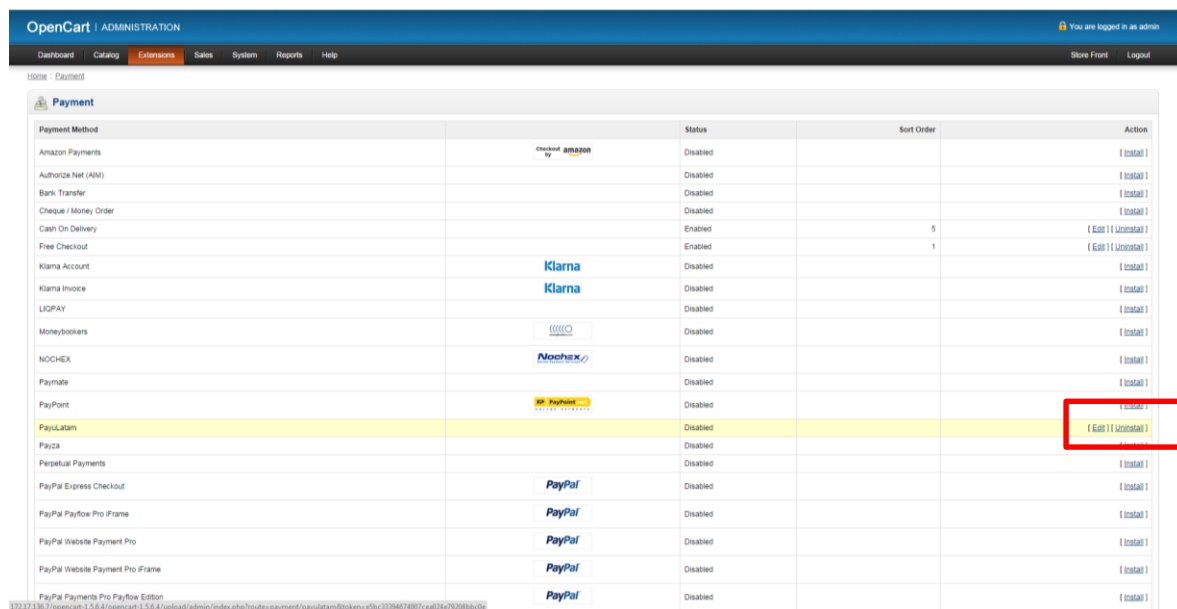 OpenCart | ADMINISTRATION You are logged in as admin
Dashboard Catalog Extensions Sales System Reports Help Store Front Logout
Home :: Payment
Payment
Payment Method Status Sort Order Action
Amazon Payments Checkout by amazon Disabled [ Install ]
Authorize.Net (AIM) Disabled [ Install ]
Bank Transfer Disabled [ Install ]
Cheque / Money Order Disabled [ Install ]
Cash On Delivery Enabled 5 [ Edit ] [ Uninstall ]
Free Checkout Enabled 1 [ Edit ] [ Uninstall ]
Klarna Account Klarna Disabled [ Install ]
Klarna Invoice Klarna Disabled [ Install ]
LIQPAY Disabled [ Install ]
Moneybookers Disabled [ Install ]
NOCHEX Nochex Disabled [ Install ]
Paymate Disabled [ Install ]
PayPoint PayPoint Disabled [ Install ]
PayuLatam Disabled [ Edit ] [ Uninstall ]
Payza Disabled [ Install ]
Perpetual Payments Disabled [ Install ]
PayPal Express Checkout PayPal Disabled [ Install ]
PayPal Payflow Pro iFrame PayPal Disabled [ Install ]
PayPal Website Payment Pro PayPal Disabled [ Install ]
PayPal Website Payment Pro iFrame PayPal Disabled [ Install ]
PayPal Payments Pro Payflow Edition PayPal Disabled [ Install ]